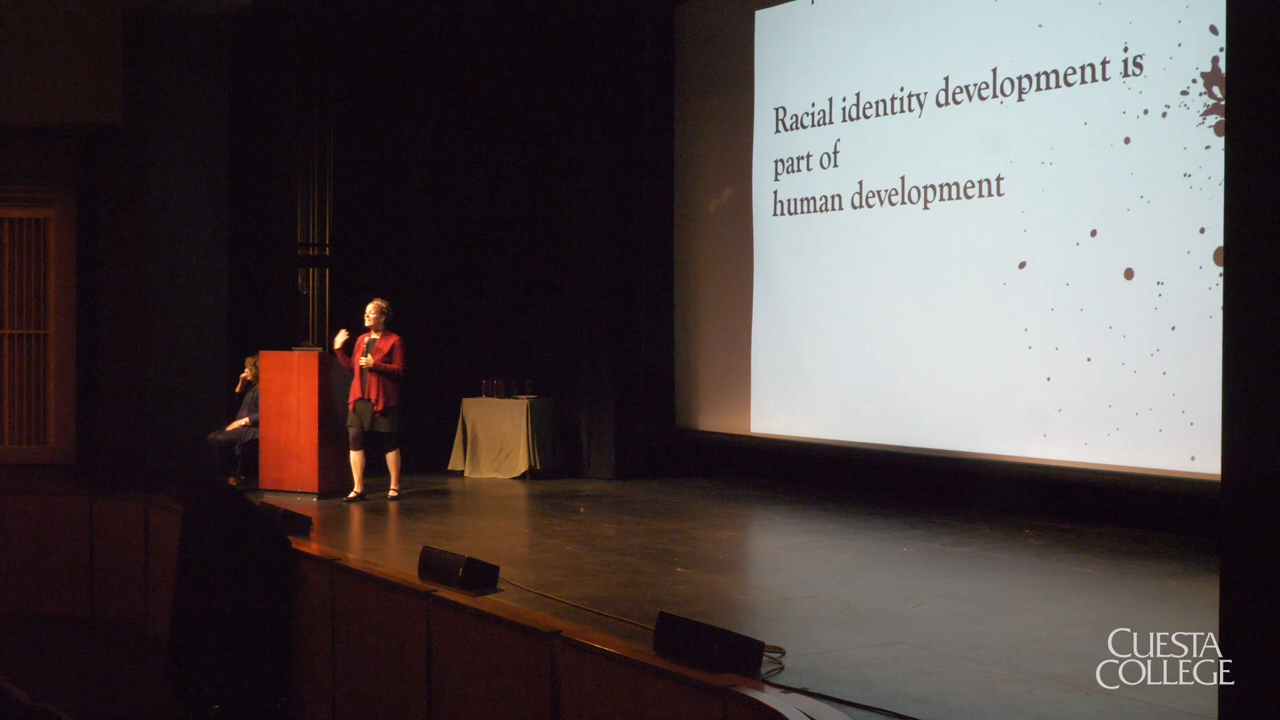 Racial identity development is
part of
human development
CUESTA
COLLEGE